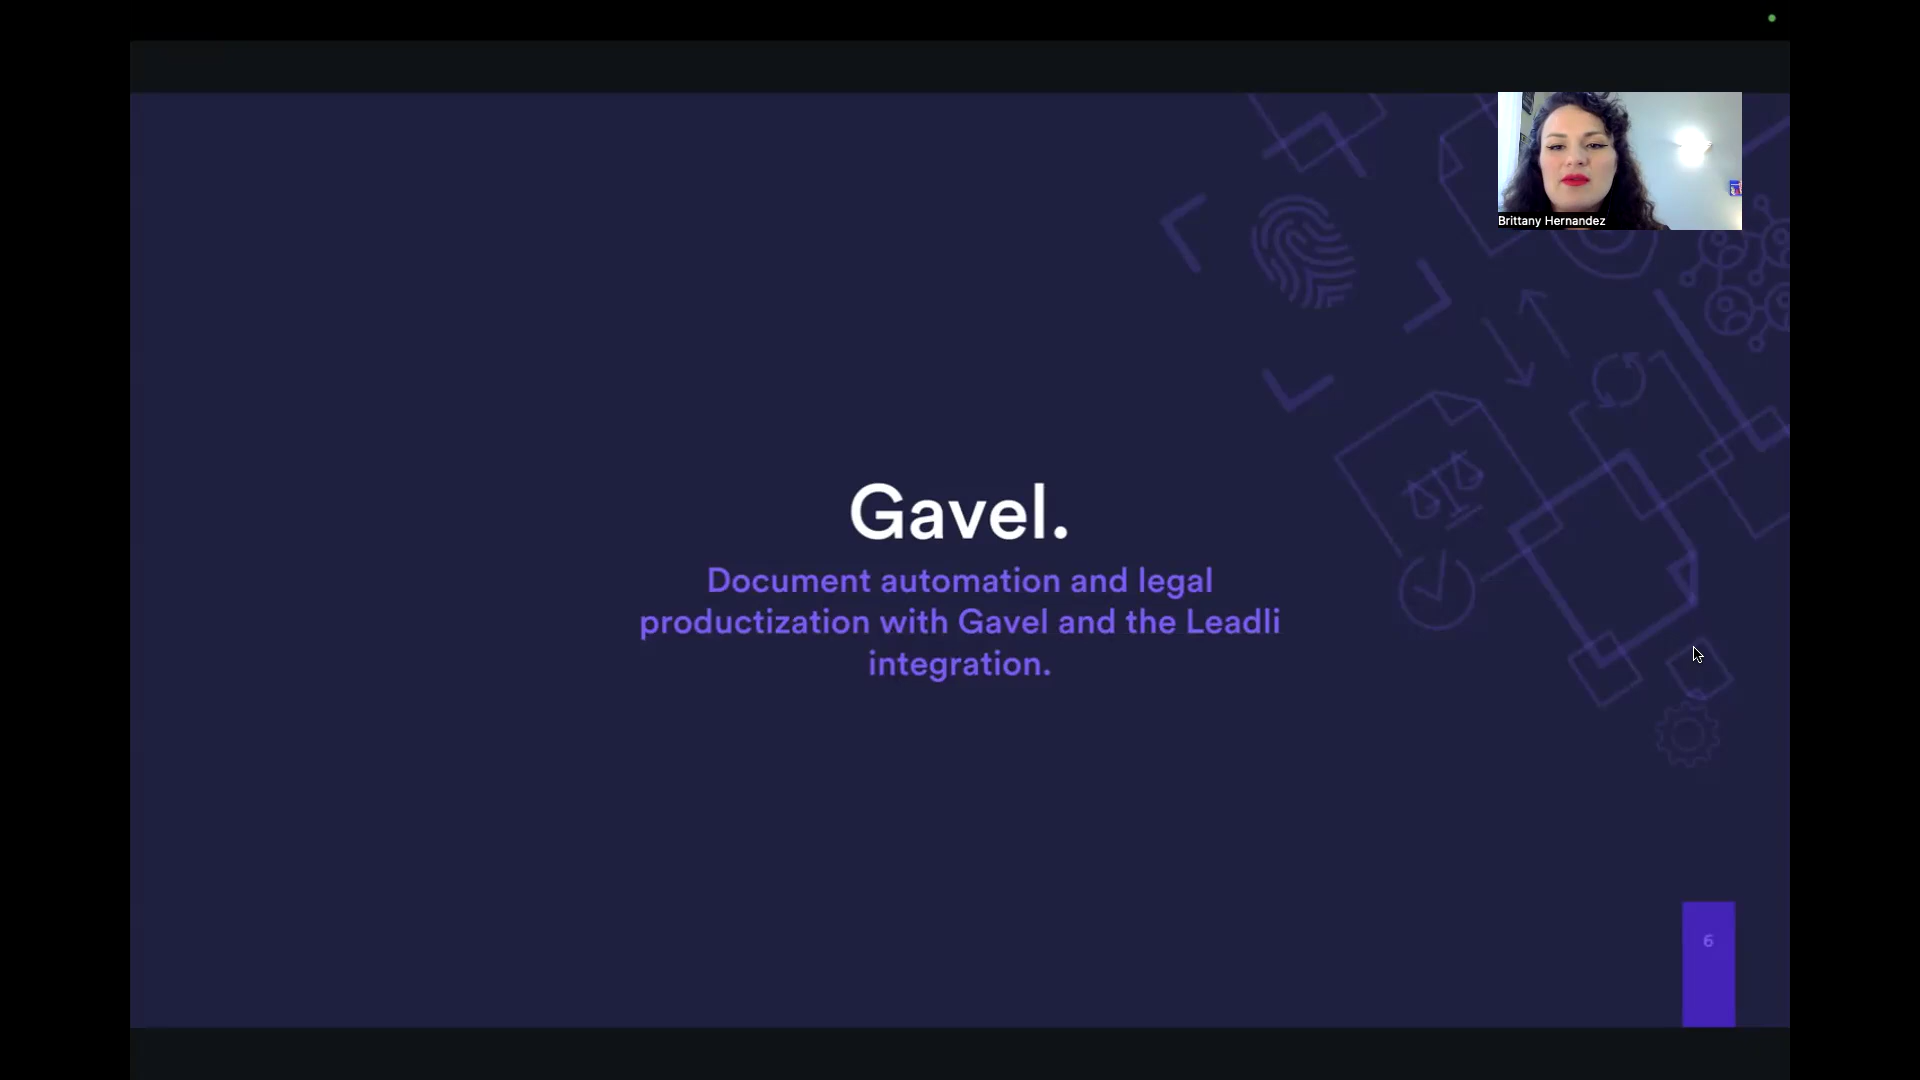 Brittany Hernandez
Gavel.
Document automation and legal
productization with Gavel and the Leadli
integration.
6